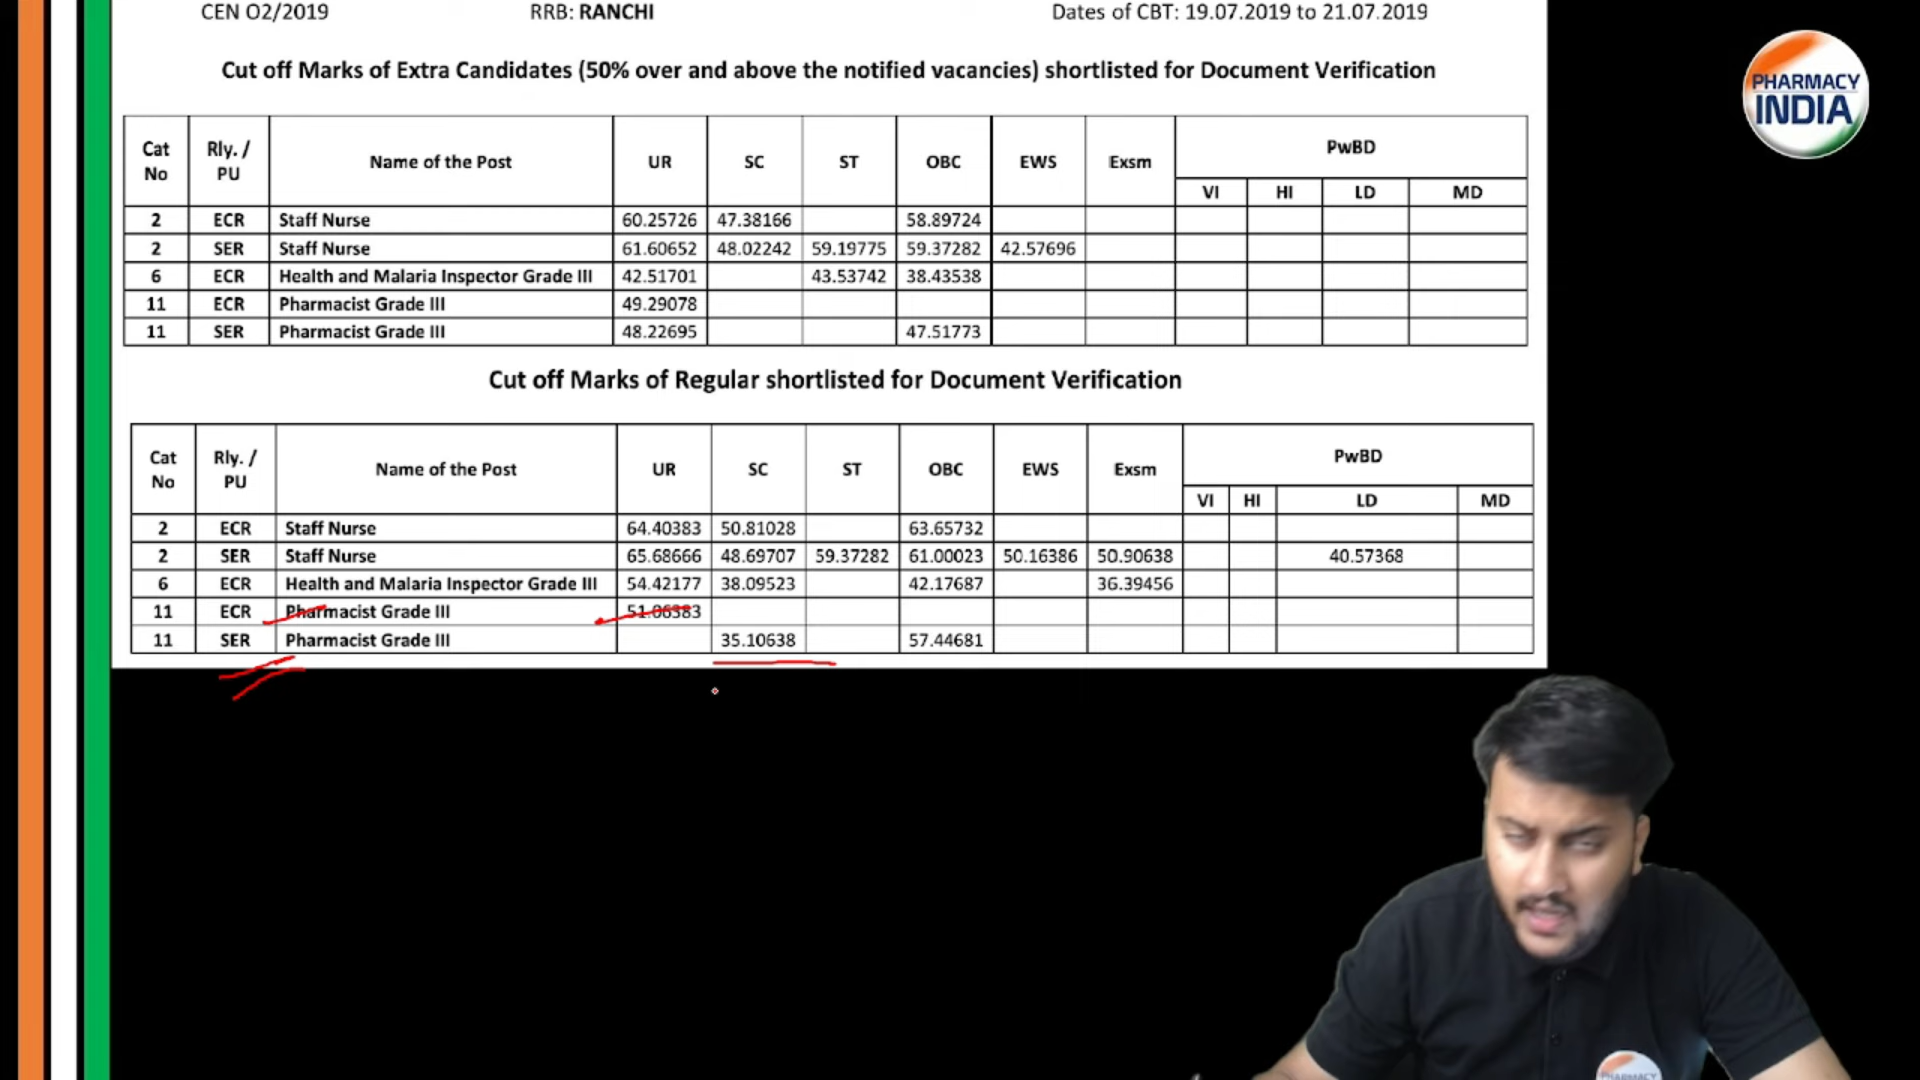 CEN O2/2019 RRB: RANCHI Dates of CBT: 19.07.2019 to 21.07.2019
PHARMACY
INDIA
Cut off Marks of Extra Candidates (50% over and above the notified vacancies) shortlisted for Document Verification
Cat No Rly. / PU Name of the Post UR SC ST OBC EWS Exsm PwBD
VI HI LD MD
2 ECR Staff Nurse 60.25726 47.38166 58.89724
2 SER Staff Nurse 61.60652 48.02242 59.19775 59.37282 42.57696
6 ECR Health and Malaria Inspector Grade III 42.51701 43.53742 38.43538
11 ECR Pharmacist Grade III 49.29078
11 SER Pharmacist Grade III 48.22695 47.51773
Cut off Marks of Regular shortlisted for Document Verification
Cat No Rly. / PU Name of the Post UR SC ST OBC EWS Exsm PwBD
VI HI LD MD
2 ECR Staff Nurse 64.40383 50.81028 63.65732
2 SER Staff Nurse 65.68666 48.69707 59.37282 61.00023 50.16386 50.90638 40.57368
6 ECR Health and Malaria Inspector Grade III 54.42177 38.09523 42.17687 36.39456
11 ECR Pharmacist Grade III 51.06383
11 SER Pharmacist Grade III 35.10638 57.44681
PHARMACY